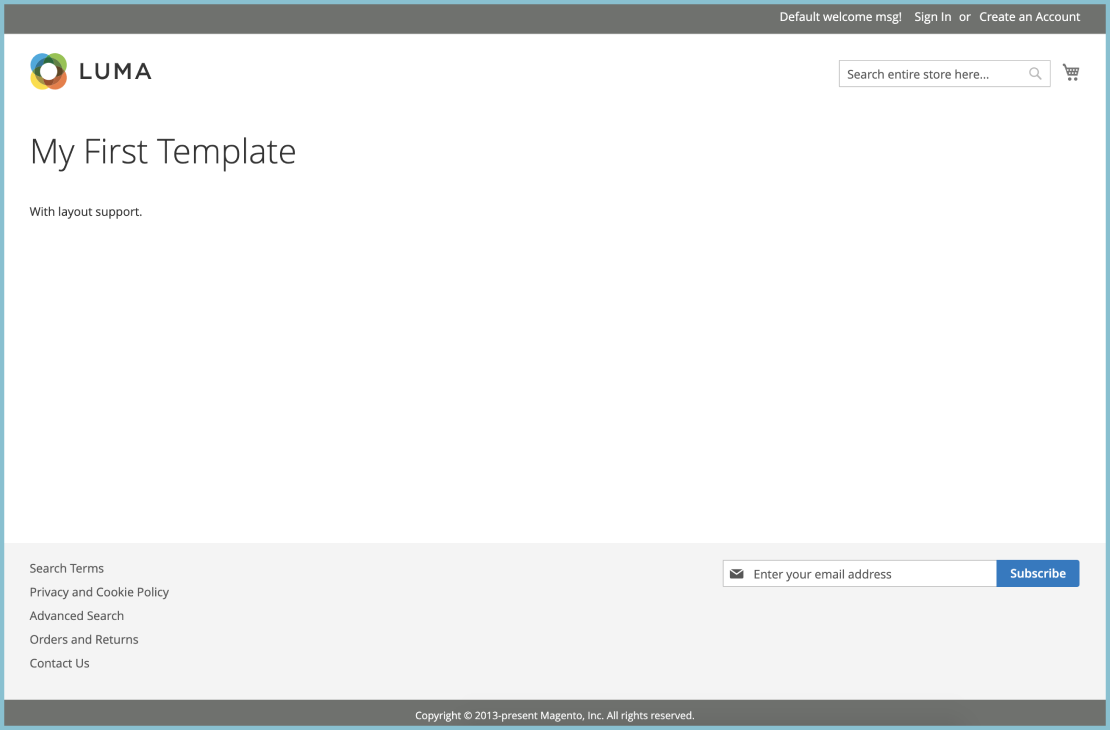 Default welcome msg! Sign In or Create an Account
LUMA
Search entire store here...
My First Template
With layout support.
Search Terms
Privacy and Cookie Policy
Advanced Search
Orders and Returns
Contact Us
Enter your email address
Subscribe
Copyright © 2013-present Magento, Inc. All rights reserved.